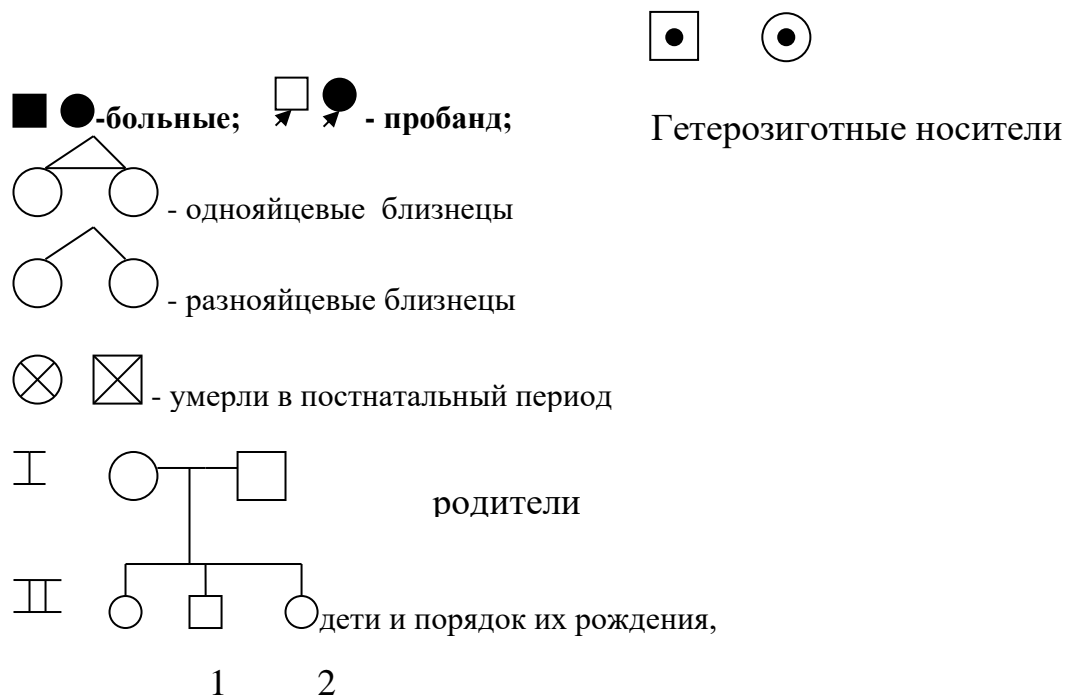 -больные; - пробанд;
Гетерозиготные носители
- однояйцевые близнецы
- разнояйцевые близнецы
- умерли в постнатальный период
I
родители
II
дети и порядок их рождения,
1 2